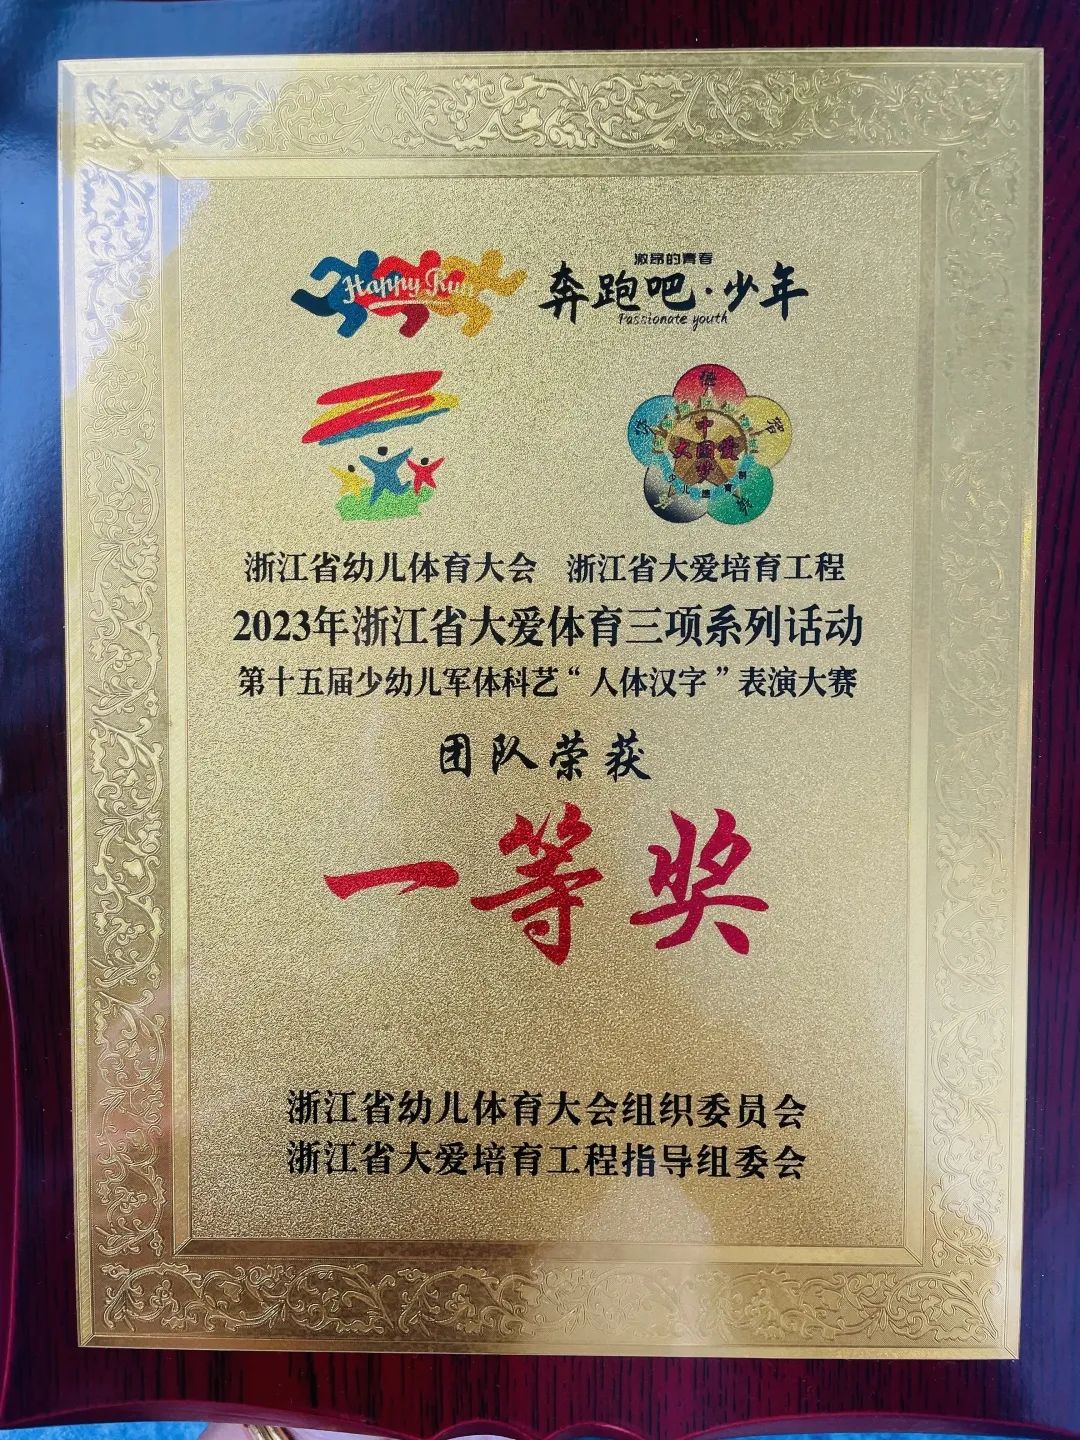 Happy Run
激昂的青春
奔跑吧·少年
Passionate youth
浙江省幼儿体育大会 浙江省大爱培育工程
2023年浙江省大爱体育三项系列话动
第十五届少幼儿军体科艺“人体汉字”表演大赛
团队荣获
一等奖
浙江省幼儿体育大会组织委员会
浙江省大爱培育工程指导组委会